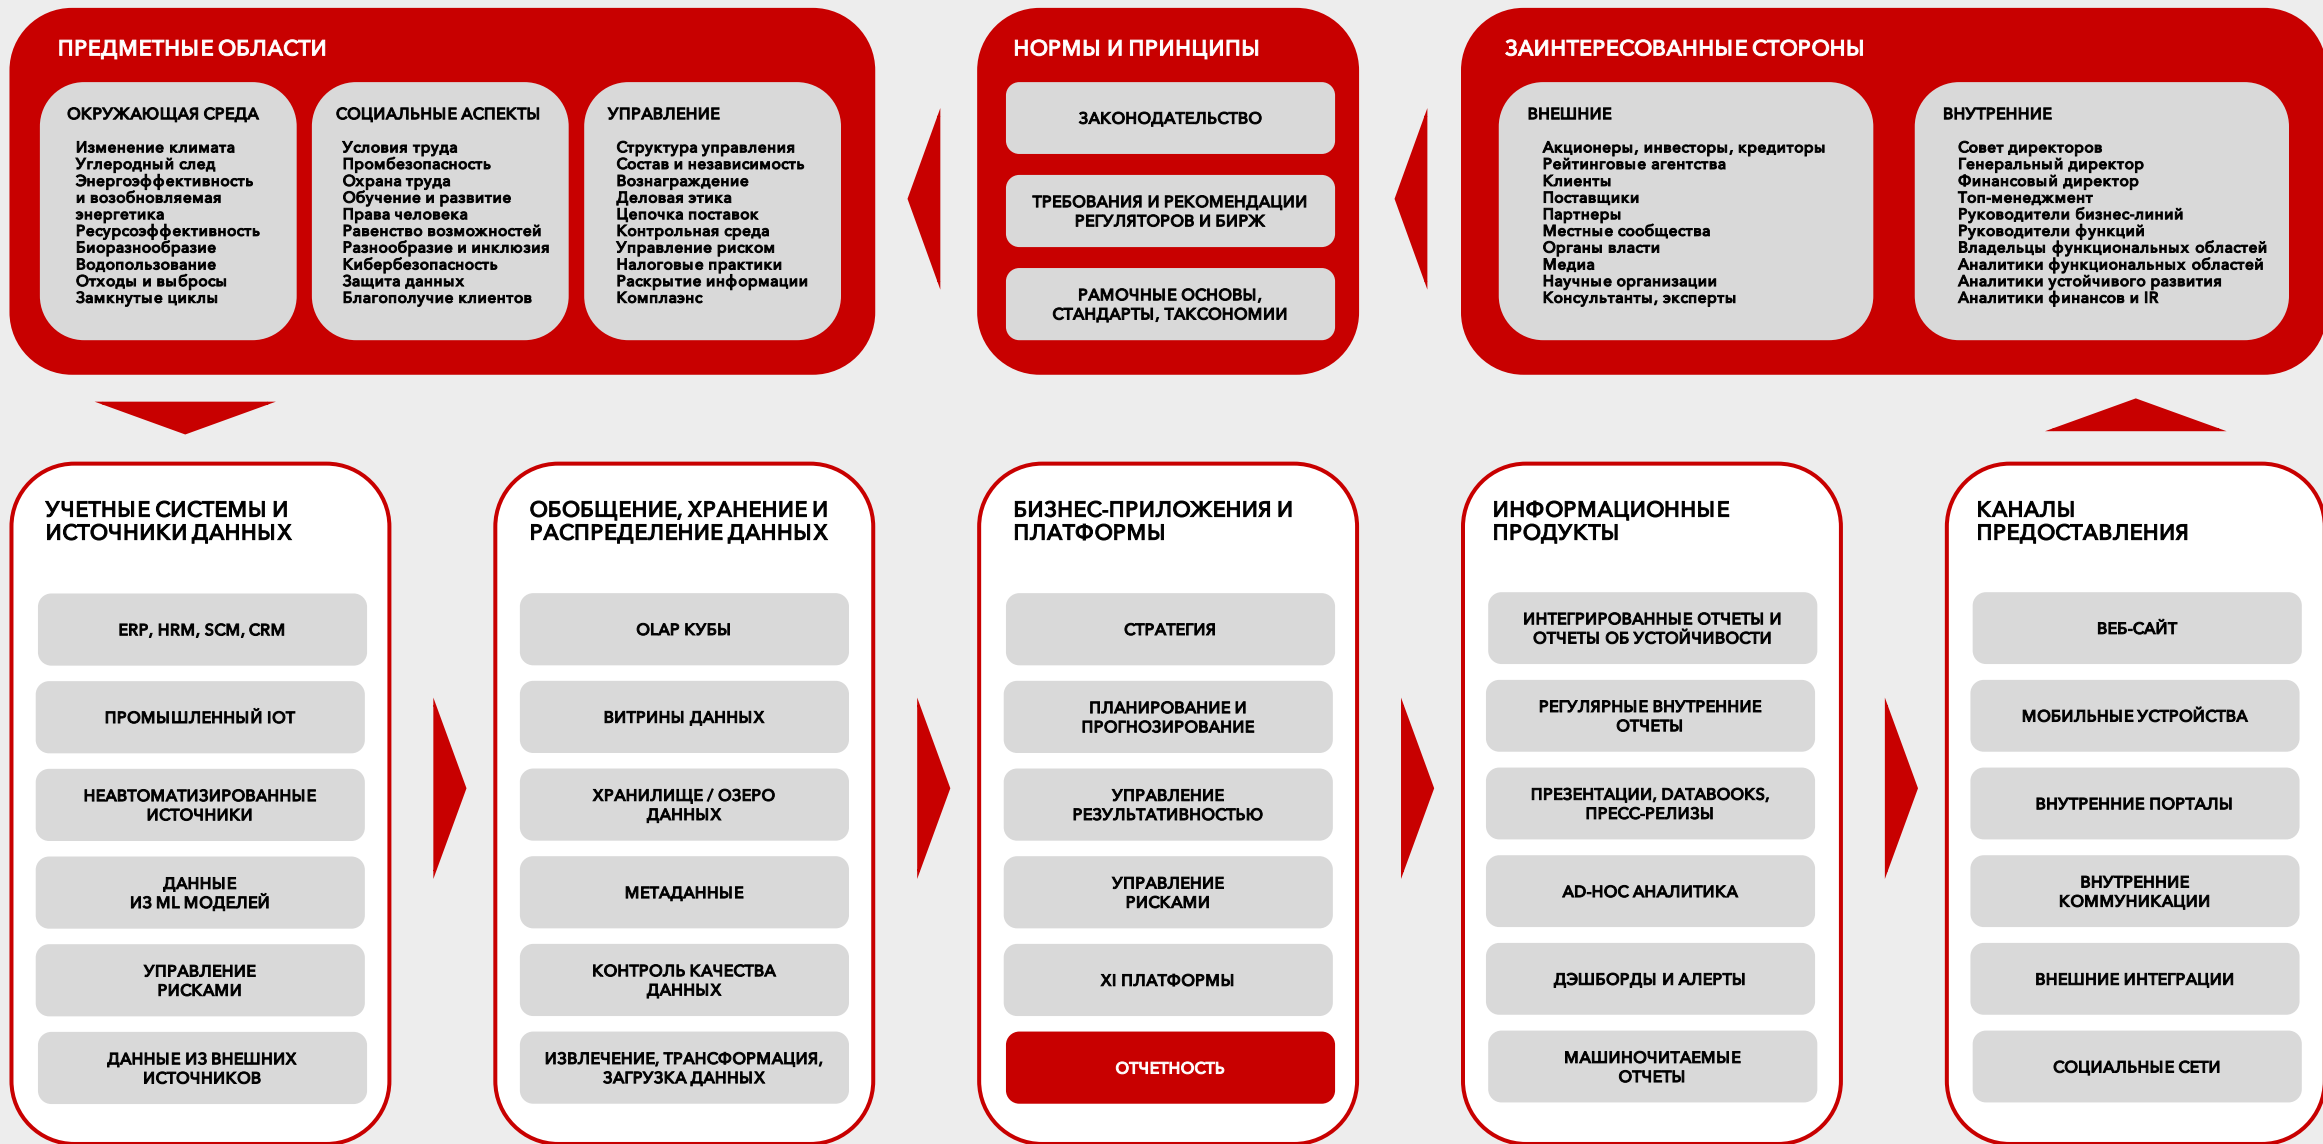 ПРЕДМЕТНЫЕ ОБЛАСТИ
ОКРУЖАЮЩАЯ СРЕДА
Изменение климата
Углеродный след
Энергоэффективность
и возобновляемая
энергетика
Ресурсоэффективность
Биоразнообразие
Водопользование
Отходы и выбросы
Замкнутые циклы
СОЦИАЛЬНЫЕ АСПЕКТЫ
Условия труда
Промбезопасность
Охрана труда
Обучение и развитие
Права человека
Равенство возможностей
Разнообразие и инклюзия
Кибербезопасность
Защита данных
Благополучие клиентов
УПРАВЛЕНИЕ
Структура управления
Состав и независимость
Вознаграждение
Деловая этика
Цепочка поставок
Контрольная среда
Управление риском
Налоговые практики
Раскрытие информации
Комплаэнс
НОРМЫ И ПРИНЦИПЫ
ЗАКОНОДАТЕЛЬСТВО
ТРЕБОВАНИЯ И РЕКОМЕНДАЦИИ
РЕГУЛЯТОРОВ И БИРЖ
РАМОЧНЫЕ ОСНОВЫ,
СТАНДАРТЫ, ТАКСОНОМИИ
ЗАИНТЕРЕСОВАННЫЕ СТОРОНЫ
ВНЕШНИЕ
Акционеры, инвесторы, кредиторы
Рейтинговые агентства
Клиенты
Поставщики
Партнеры
Местные сообщества
Органы власти
Медиа
Научные организации
Консультанты, эксперты
ВНУТРЕННИЕ
Совет директоров
Генеральный директор
Финансовый директор
Топ-менеджмент
Руководители бизнес-линий
Руководители функций
Владельцы функциональных областей
Аналитики функциональных областей
Аналитики устойчивого развития
Аналитики финансов и IR
УЧЕТНЫЕ СИСТЕМЫ И
ИСТОЧНИКИ ДАННЫХ
ERP, HRM, SCM, CRM
ПРОМЫШЛЕННЫЙ IOT
НЕАВТОМАТИЗИРОВАННЫЕ
ИСТОЧНИКИ
ДАННЫЕ
ИЗ ML МОДЕЛЕЙ
УПРАВЛЕНИЕ
РИСКАМИ
ДАННЫЕ ИЗ ВНЕШНИХ
ИСТОЧНИКОВ
ОБОБЩЕНИЕ, ХРАНЕНИЕ И
РАСПРЕДЕЛЕНИЕ ДАННЫХ
OLAP КУБЫ
ВИТРИНЫ ДАННЫХ
ХРАНИЛИЩЕ / ОЗЕРО
ДАННЫХ
МЕТАДАННЫЕ
КОНТРОЛЬ КАЧЕСТВА
ДАННЫХ
ИЗВЛЕЧЕНИЕ, ТРАНСФОРМАЦИЯ,
ЗАГРУЗКА ДАННЫХ
БИЗНЕС-ПРИЛОЖЕНИЯ И
ПЛАТФОРМЫ
СТРАТЕГИЯ
ПЛАНИРОВАНИЕ И
ПРОГНОЗИРОВАНИЕ
УПРАВЛЕНИЕ
РЕЗУЛЬТАТИВНОСТЬЮ
УПРАВЛЕНИЕ
РИСКАМИ
XI ПЛАТФОРМЫ
ОТЧЕТНОСТЬ
ИНФОРМАЦИОННЫЕ
ПРОДУКТЫ
ИНТЕГРИРОВАННЫЕ ОТЧЕТЫ И
ОТЧЕТЫ ОБ УСТОЙЧИВОСТИ
РЕГУЛЯРНЫЕ ВНУТРЕННИЕ
ОТЧЕТЫ
ПРЕЗЕНТАЦИИ, DATABOOKS,
ПРЕСС-РЕЛИЗЫ
AD-HOC АНАЛИТИКА
ДЭШБОРДЫ И АЛЕРТЫ
МАШИНОЧИТАЕМЫЕ
ОТЧЕТЫ
КАНАЛЫ
ПРЕДОСТАВЛЕНИЯ
ВЕБ-САЙТ
МОБИЛЬНЫЕ УСТРОЙСТВА
ВНУТРЕННИЕ ПОРТАЛЫ
ВНУТРЕННИЕ
КОММУНИКАЦИИ
ВНЕШНИЕ ИНТЕГРАЦИИ
СОЦИАЛЬНЫЕ СЕТИ